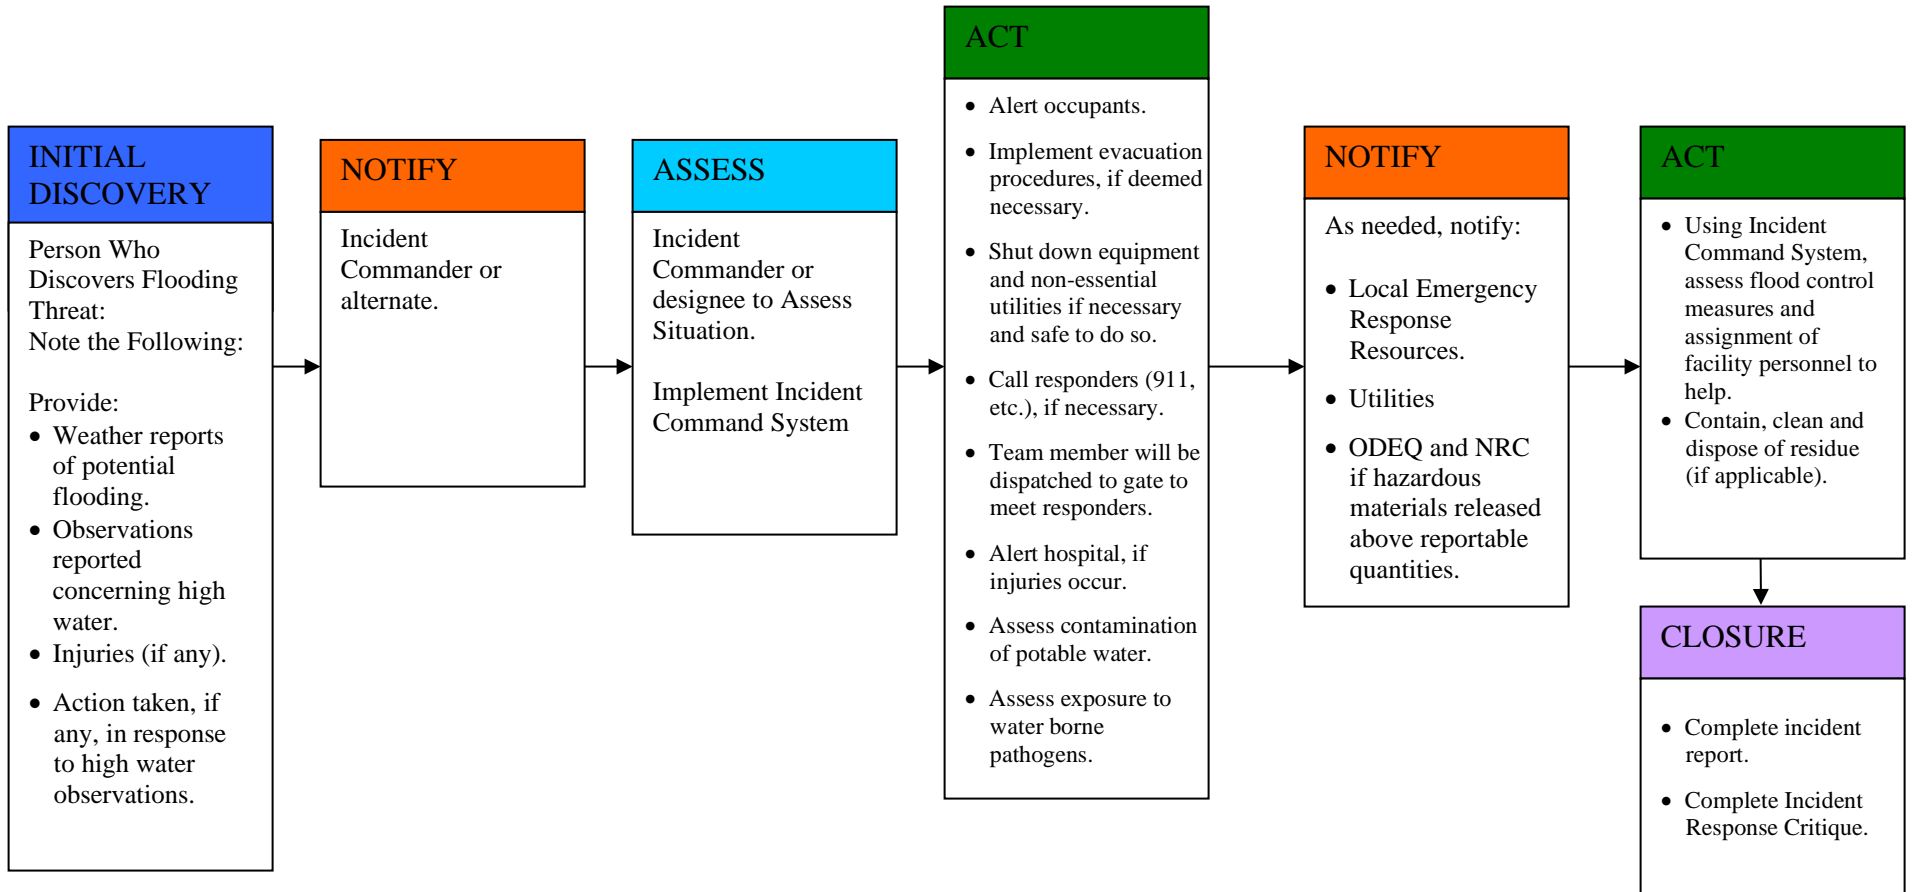 INITIAL
DISCOVERY
Person Who
Discovers Flooding
Threat:
Note the Following:
Provide:
• Weather reports
of potential
flooding.
• Observations
reported
concerning high
water.
• Injuries (if any).
• Action taken, if
any, in response
to high water
observations.
NOTIFY
Incident
Commander or
alternate.
ASSESS
Incident
Commander or
designee to Assess
Situation.
Implement Incident
Command System
ACT
• Alert occupants.
• Implement evacuation
procedures, if deemed
necessary.
• Shut down equipment
and non-essential
utilities if necessary
and safe to do so.
• Call responders (911,
etc.), if necessary.
• Team member will be
dispatched to gate to
meet responders.
• Alert hospital, if
injuries occur.
• Assess contamination
of potable water.
• Assess exposure to
water borne
pathogens.
NOTIFY
As needed, notify:
• Local Emergency
Response
Resources.
• Utilities
• ODEQ and NRC
if hazardous
materials released
above reportable
quantities.
ACT
• Using Incident
Command System,
assess flood control
measures and
assignment of
facility personnel to
help.
• Contain, clean and
dispose of residue
(if applicable).
CLOSURE
• Complete incident
report.
• Complete Incident
Response Critique.